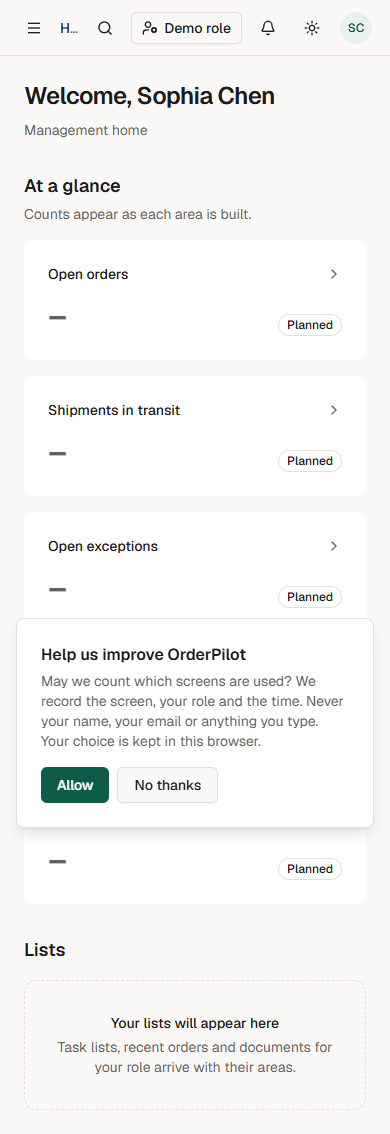 H...
Demo role
SC
Welcome, Sophia Chen
Management home
At a glance
Counts appear as each area is built.
Open orders
—
Planned
Shipments in transit
—
Planned
Open exceptions
—
Planned
Help us improve OrderPilot
May we count which screens are used? We
record the screen, your role and the time. Never
your name, your email or anything you type.
Your choice is kept in this browser.
Allow
No thanks
—
Planned
Lists
Your lists will appear here
Task lists, recent orders and documents for
your role arrive with their areas.